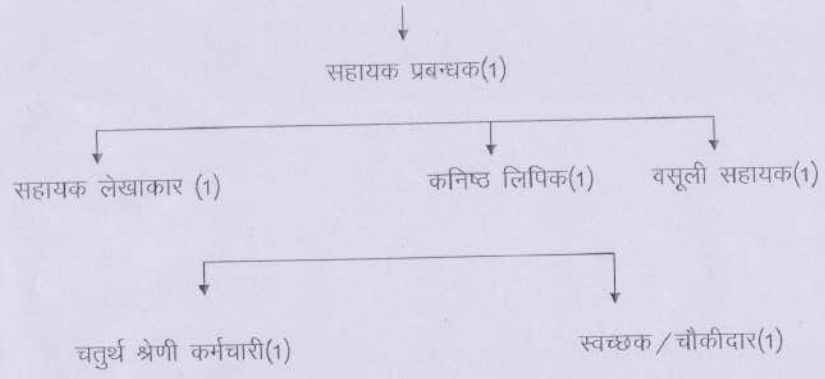 सहायक प्रबन्धक(1)
सहायक लेखाकार (1) कनिष्ठ लिपिक(1) वसूली सहायक(1)
चतुर्थ श्रेणी कर्मचारी(1) स्वच्छक/चौकीदार(1)